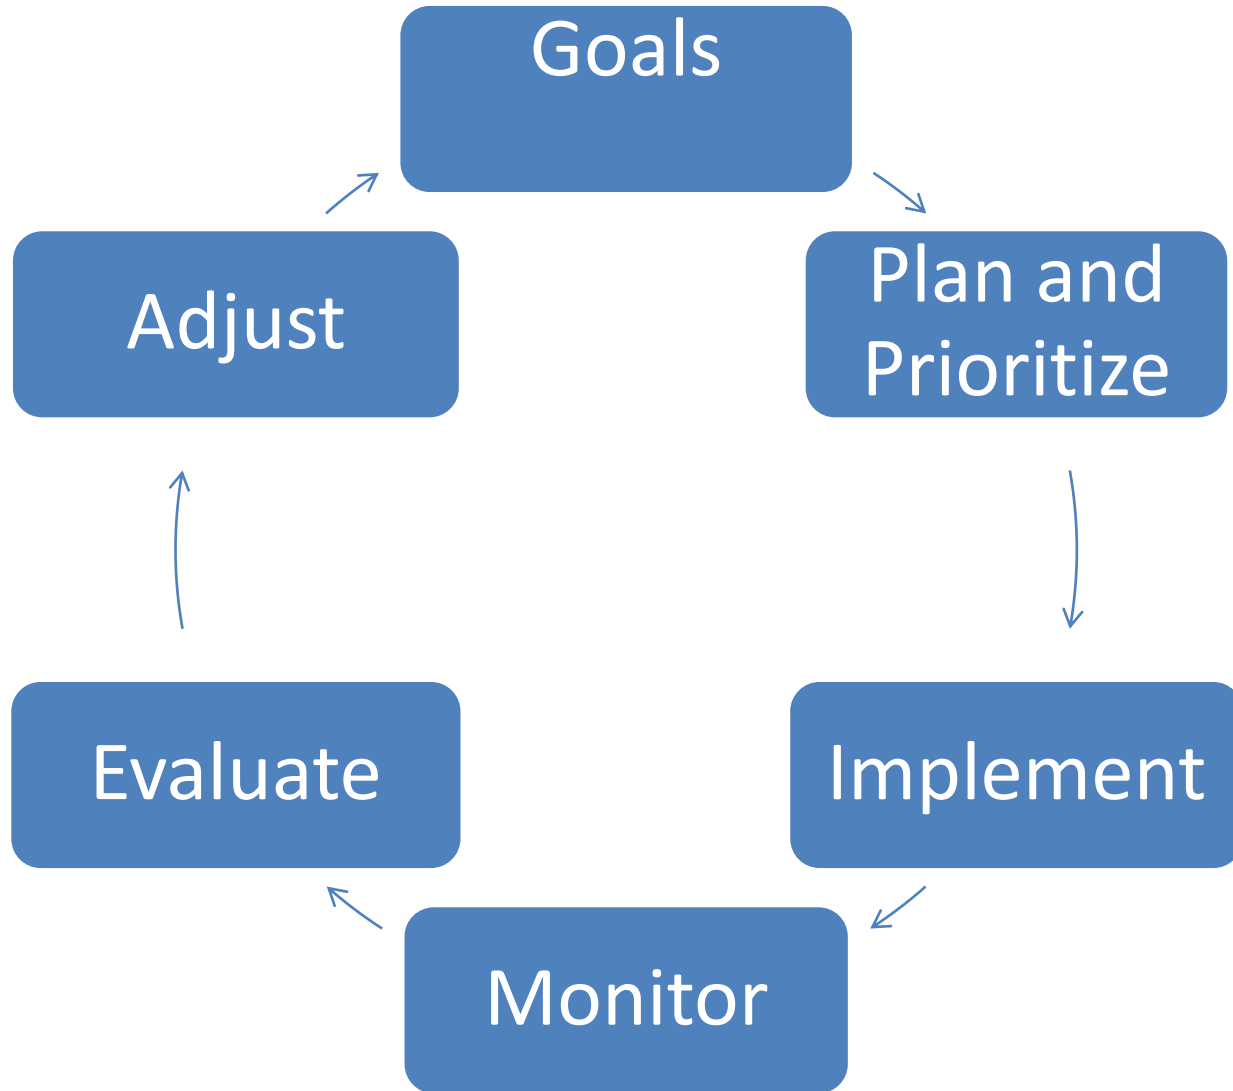 Goals
Plan and
Prioritize
Implement
Monitor
Evaluate
Adjust